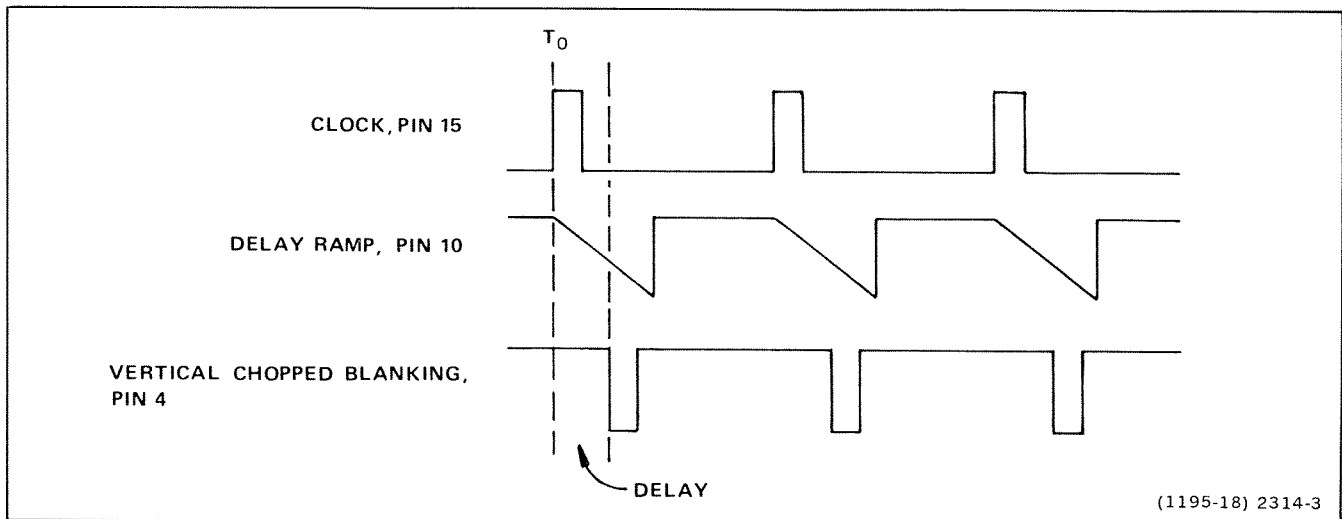 T0
CLOCK, PIN 15
DELAY RAMP, PIN 10
VERTICAL CHOPPED BLANKING,
PIN 4
DELAY
(1195-18) 2314-3